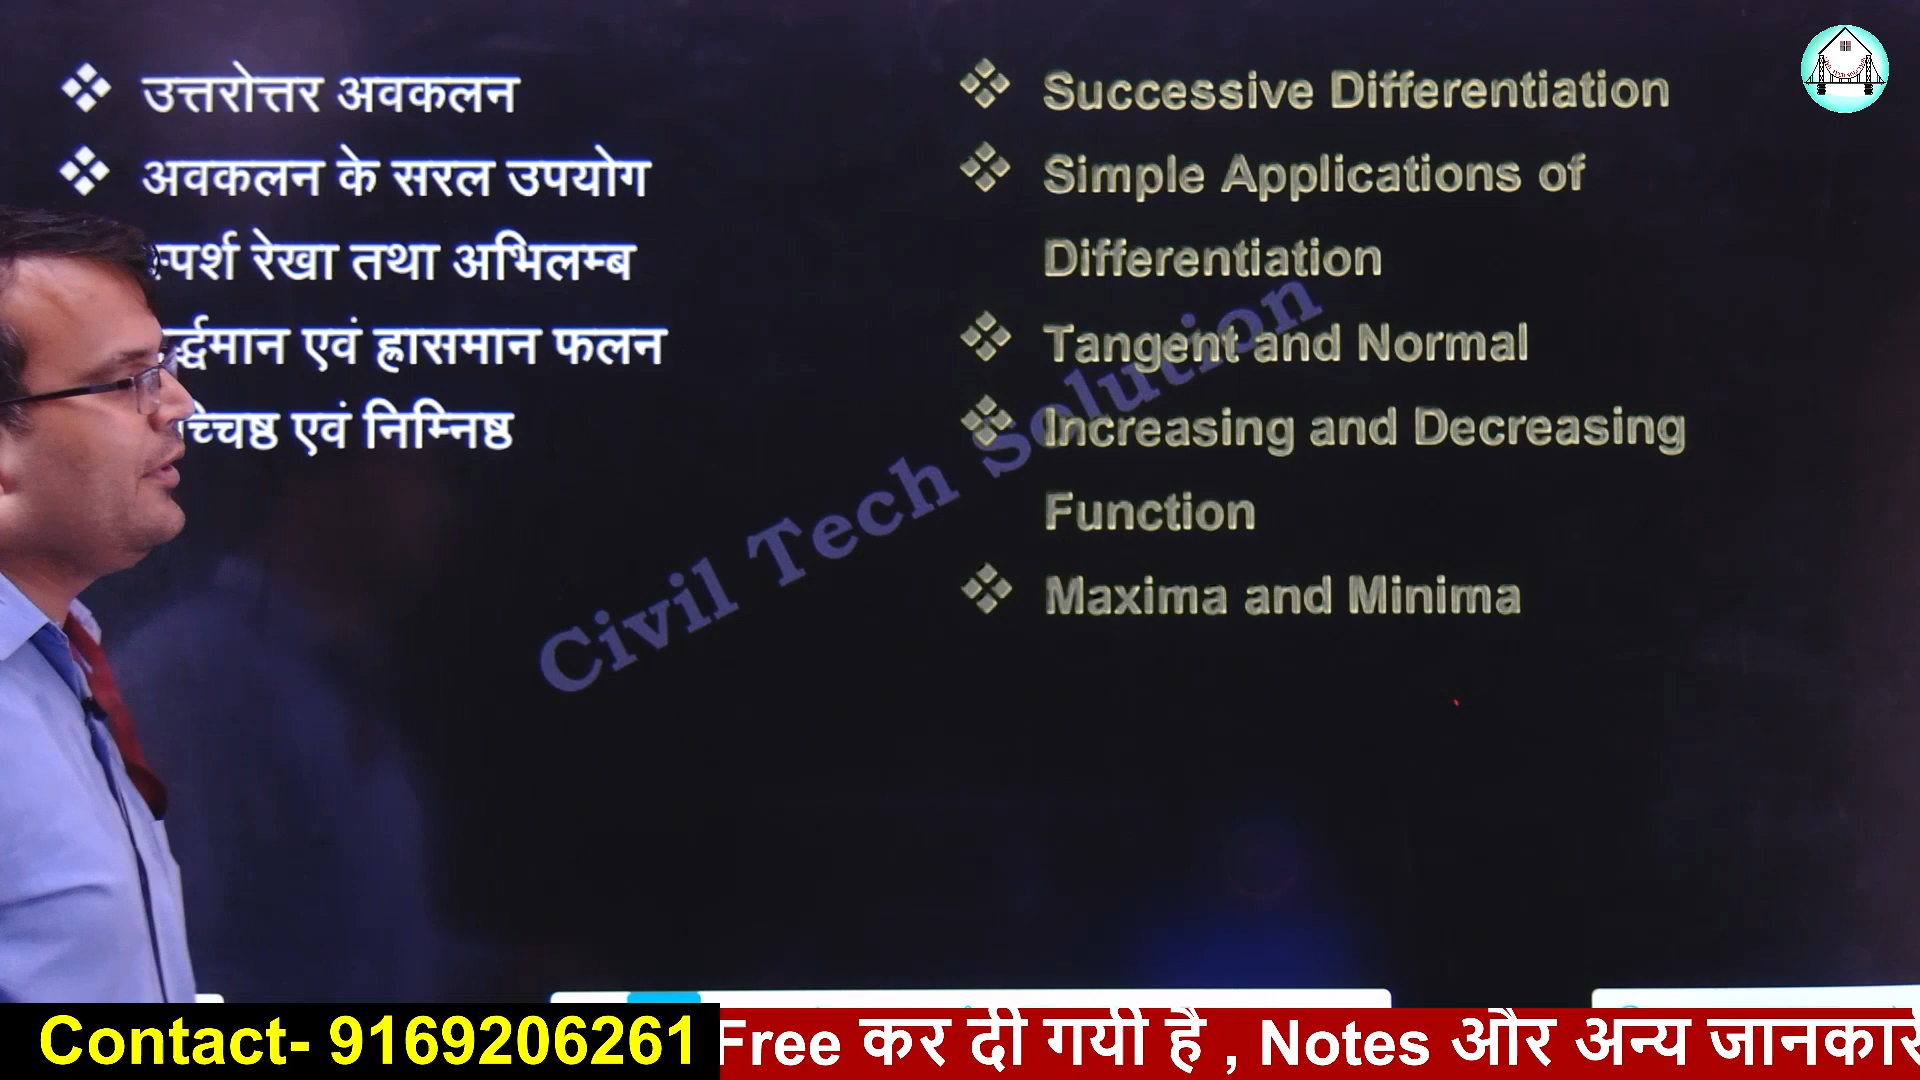 ❖ उत्तरोत्तर अवकलन
❖ अवकलन के सरल उपयोग
रेखा तथा अभिलम्ब
एवं ह्रासमान फलन
एवं निम्निष्ठ
❖ Successive Differentiation
❖ Simple Applications of
Differentiation
❖ Tangent and Normal
❖ Increasing and Decreasing
Function
❖ Maxima and Minima
Civil Tech Solution
Contact- 9169206261
Free कर दी गयी है , Notes और अन्य